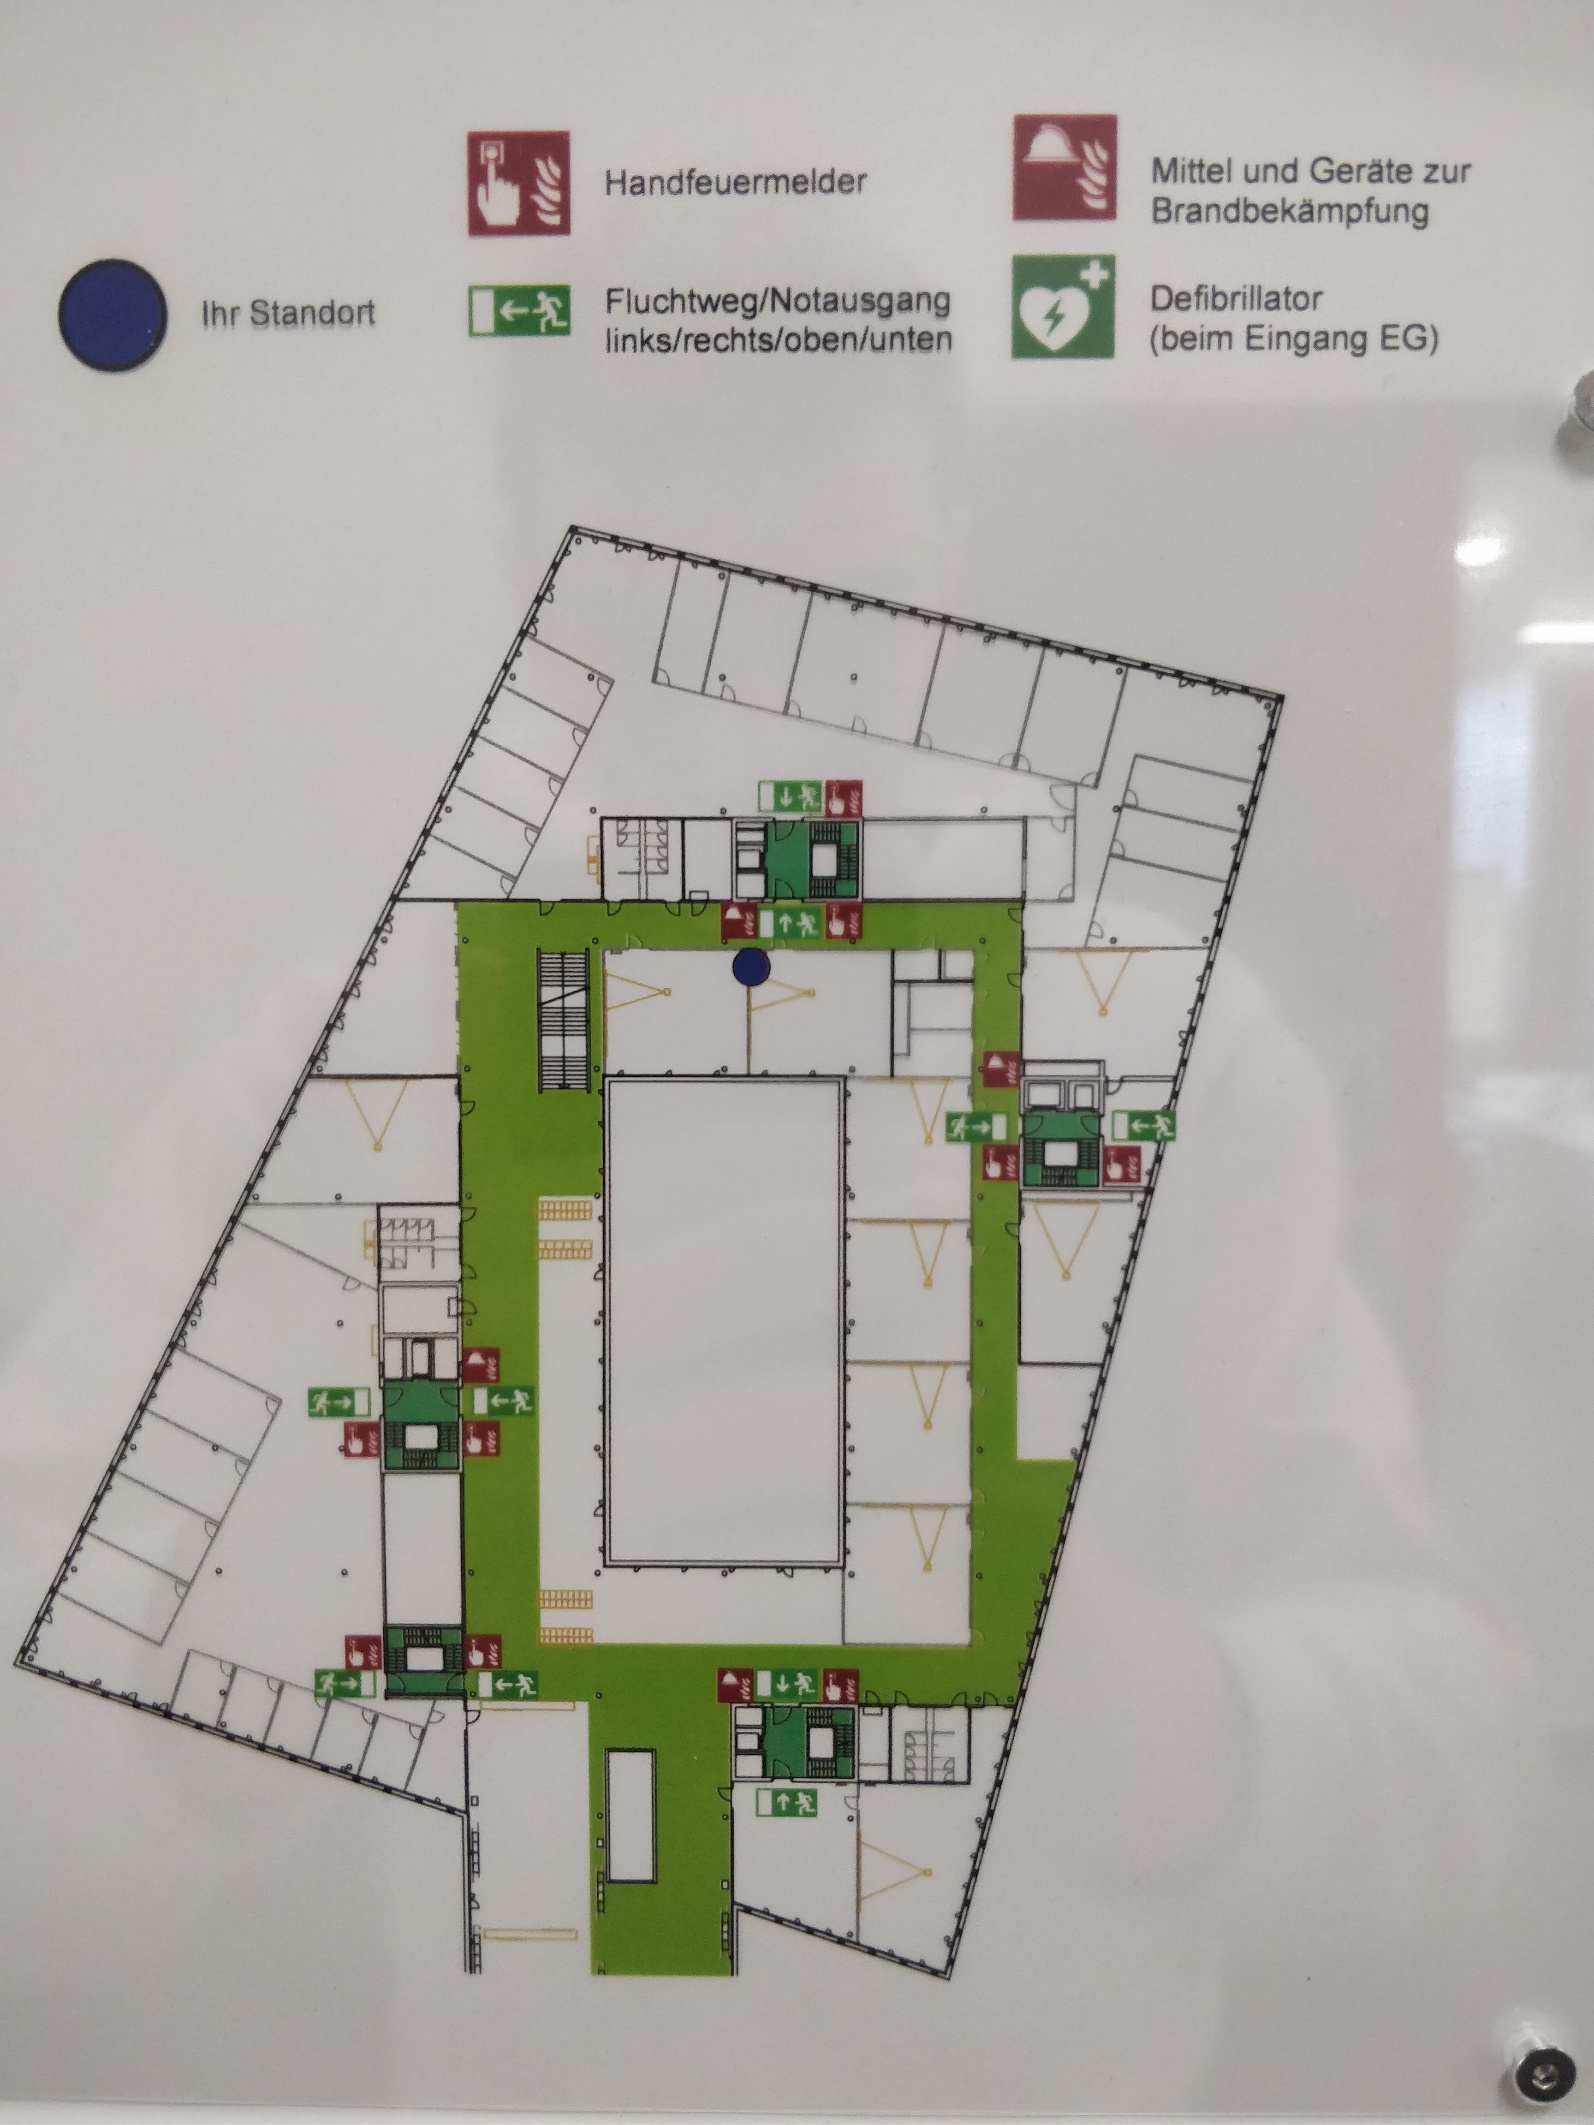 Handfeuermelder
Mittel und Geräte zur
Brandbekämpfung
Ihr Standort
Fluchtweg/Notausgang
links/rechts/oben/unten
Defibrillator
(beim Eingang EG)